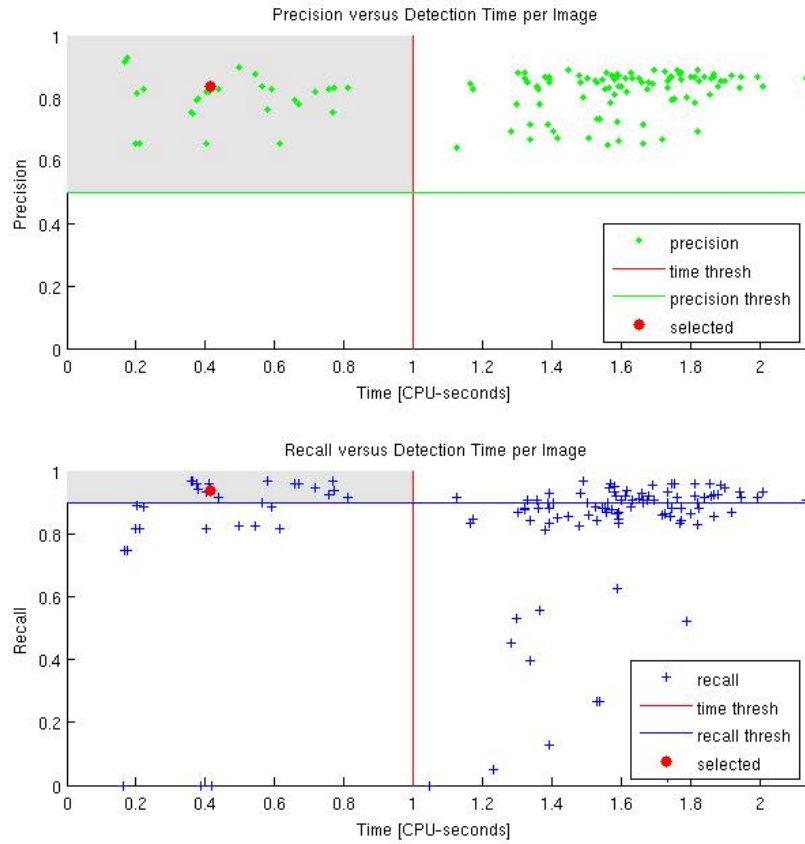 Precision versus Detection Time per Image
1
0.8
0.6
0.4
0.2
0
Precision
precision
time thresh
precision thresh
selected
0 0.2 0.4 0.6 0.8 1 1.2 1.4 1.6 1.8 2
Time [CPU-seconds]
Recall versus Detection Time per Image
1
0.8
0.6
0.4
0.2
0
Recall
recall
time thresh
recall thresh
selected
0 0.2 0.4 0.6 0.8 1 1.2 1.4 1.6 1.8 2
Time [CPU-seconds]